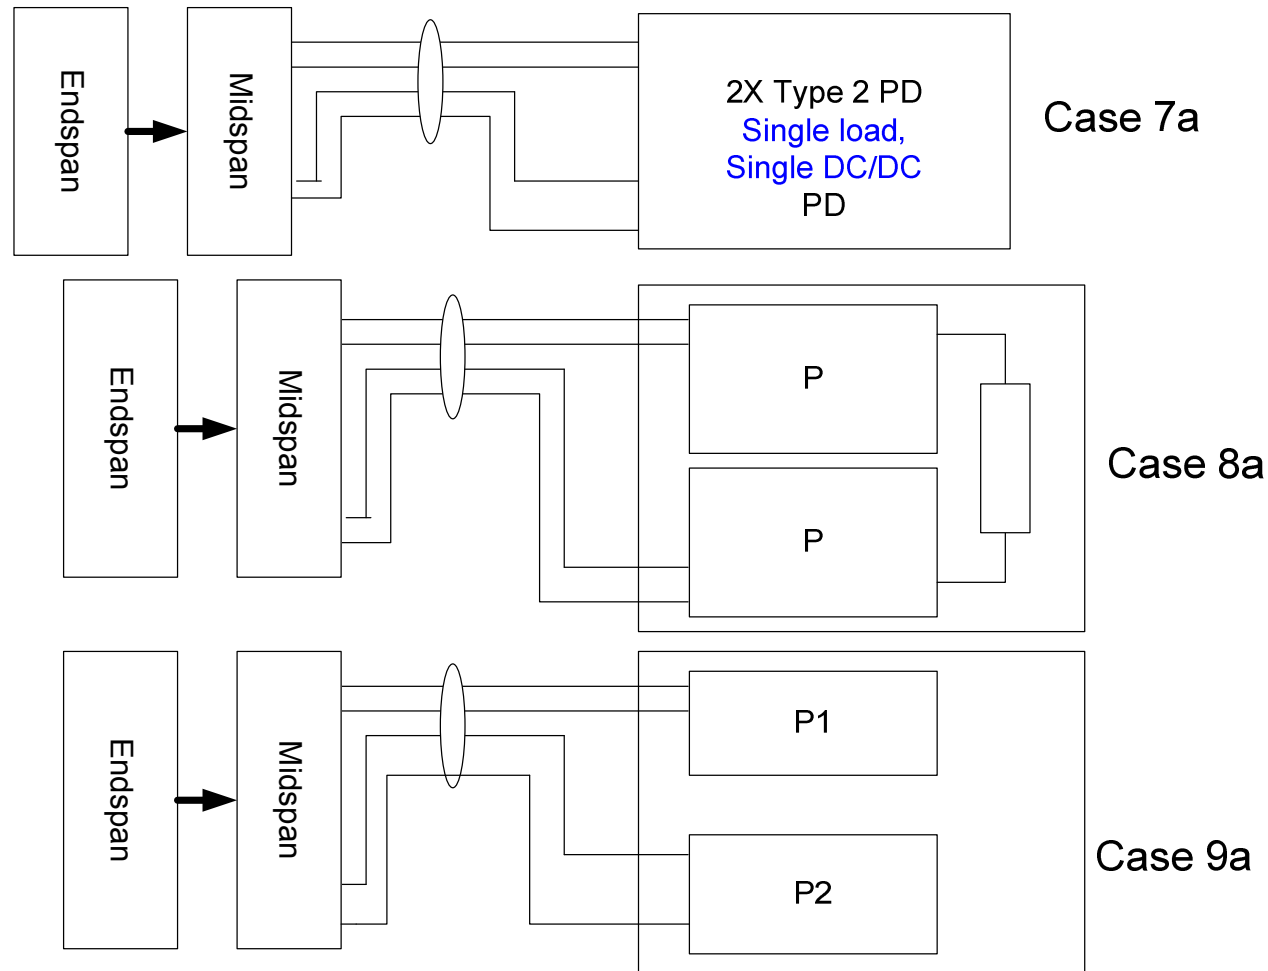 Endspan
Midspan
2X Type 2 PD
Single load,
Single DC/DC
PD
Case 7a
Endspan
Midspan
P
P
Case 8a
Endspan
Midspan
P1
P2
Case 9a